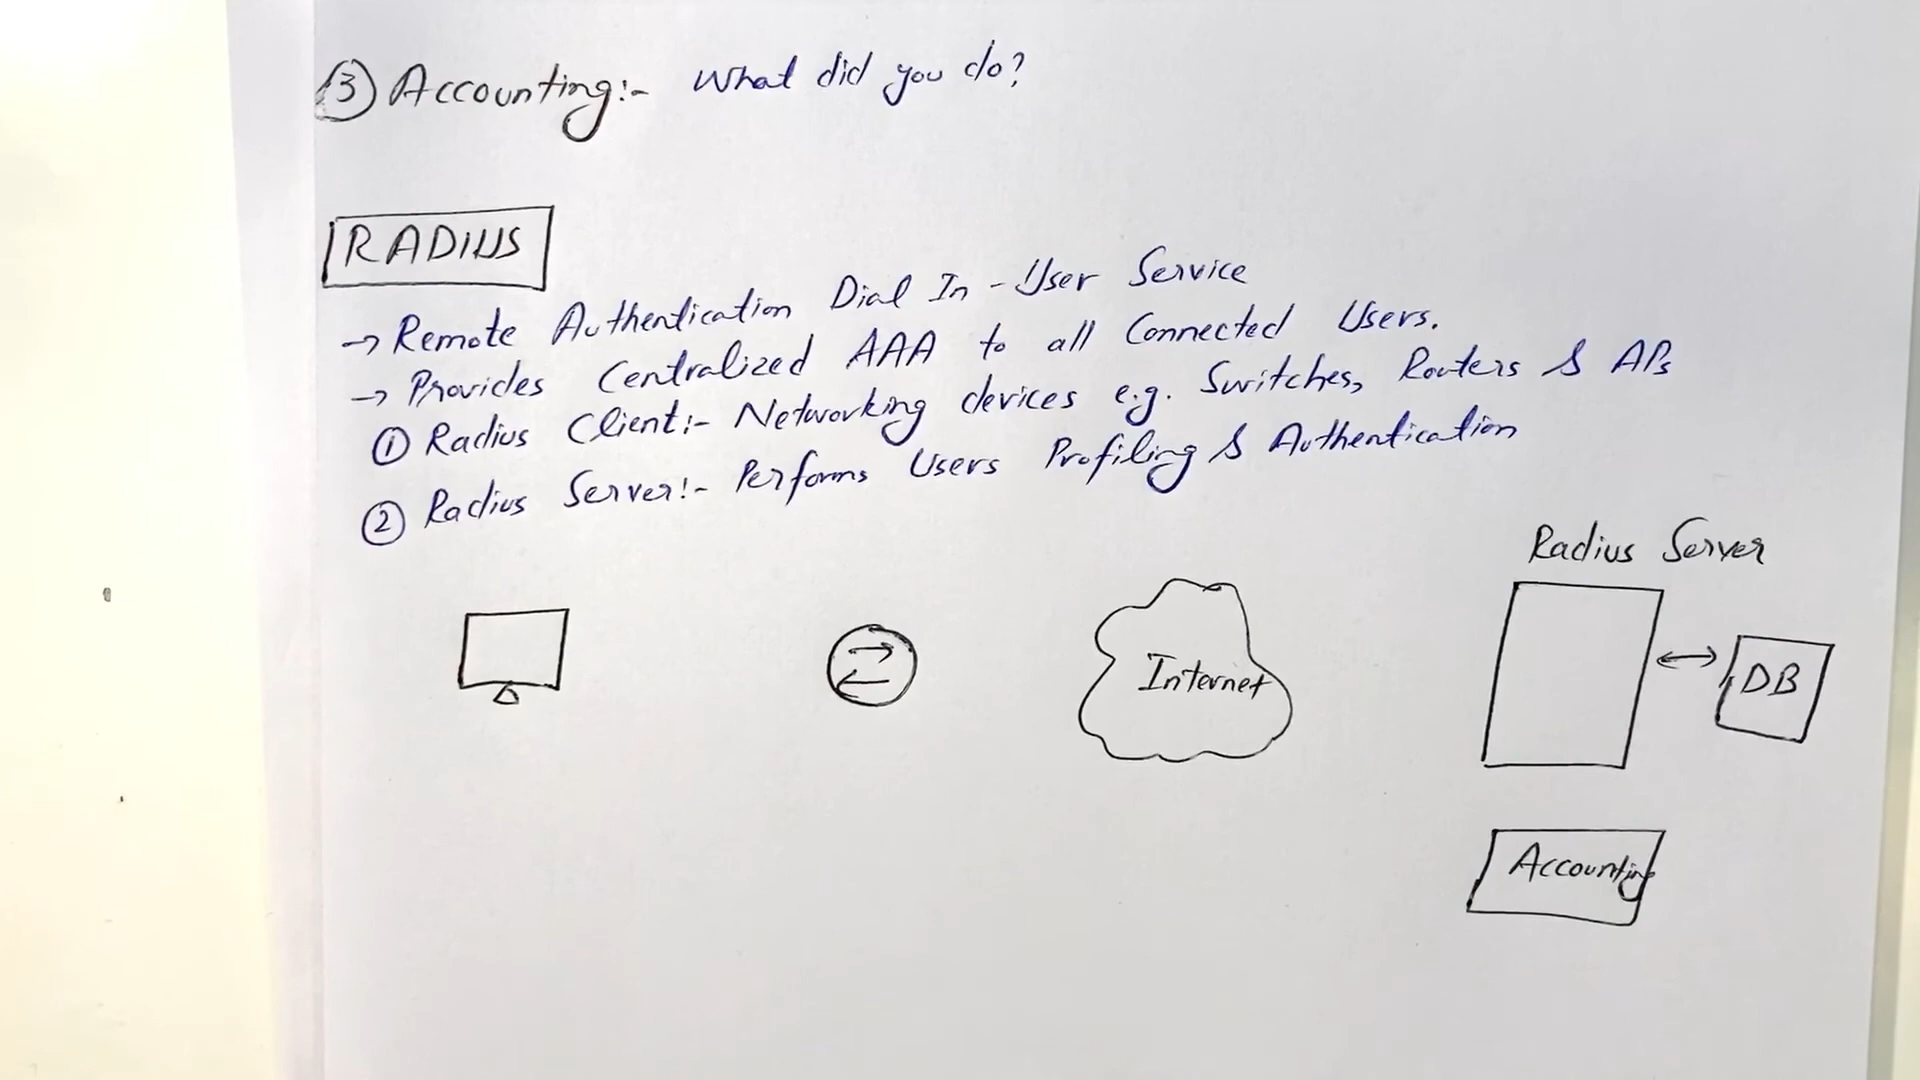 ③ Accounting:- What did you do?
RADIUS
→ Remote Authentication Dial In - User Service
→ Provides Centralized AAA to all Connected Users.
① Radius Client:- Networking devices e.g. Switches, Routers & APs
② Radius Server:- Performs Users Profiling & Authentication
Radius Server
Internet
DB
Accounting